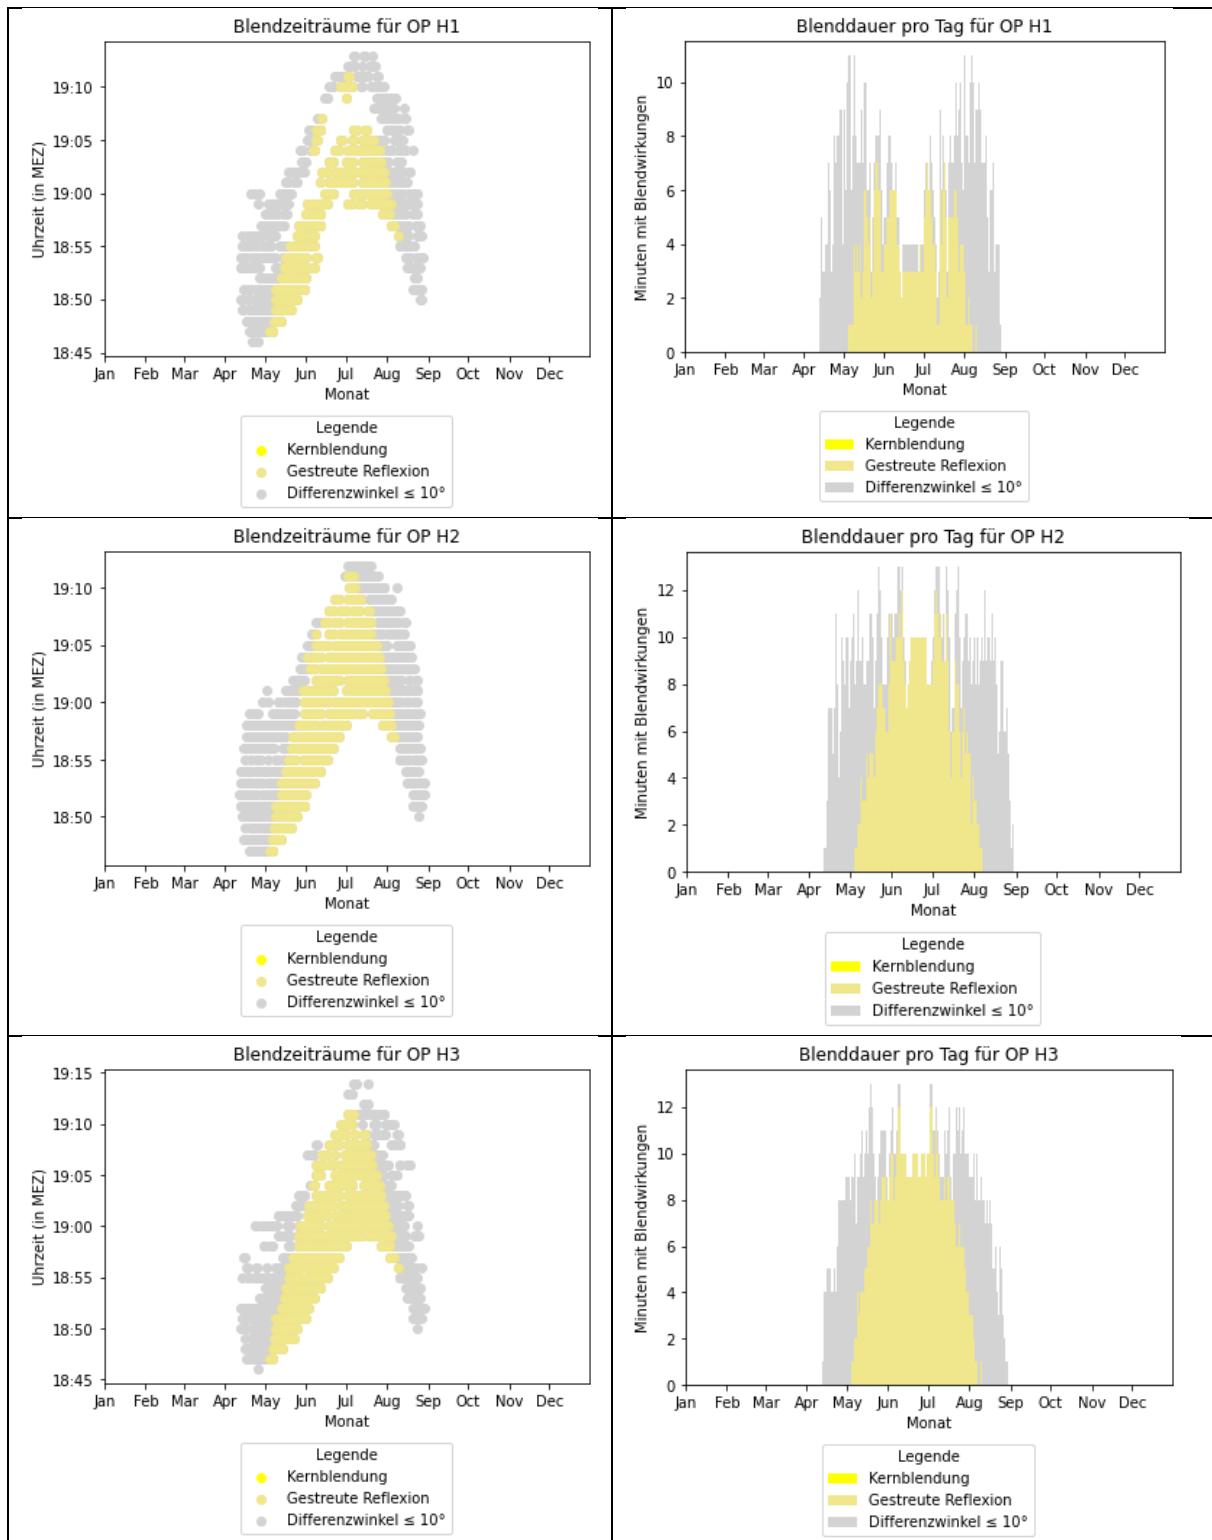 Blendzeiträume für OP H1
Uhrzeit (in MEZ)
19:10
19:05
19:00
18:55
18:50
18:45
Jan Feb Mar Apr May Jun Jul Aug Sep Oct Nov Dec
Monat
Legende
Kernblendung
Gestreute Reflexion
Differenzwinkel ≤ 10°
Blenddauer pro Tag für OP H1
Minuten mit Blendwirkungen
10
8
6
4
2
0
Jan Feb Mar Apr May Jun Jul Aug Sep Oct Nov Dec
Monat
Legende
Kernblendung
Gestreute Reflexion
Differenzwinkel ≤ 10°
Blendzeiträume für OP H2
Uhrzeit (in MEZ)
19:10
19:05
19:00
18:55
18:50
Jan Feb Mar Apr May Jun Jul Aug Sep Oct Nov Dec
Monat
Legende
Kernblendung
Gestreute Reflexion
Differenzwinkel ≤ 10°
Blenddauer pro Tag für OP H2
Minuten mit Blendwirkungen
12
10
8
6
4
2
0
Jan Feb Mar Apr May Jun Jul Aug Sep Oct Nov Dec
Monat
Legende
Kernblendung
Gestreute Reflexion
Differenzwinkel ≤ 10°
Blendzeiträume für OP H3
Uhrzeit (in MEZ)
19:15
19:10
19:05
19:00
18:55
18:50
18:45
Jan Feb Mar Apr May Jun Jul Aug Sep Oct Nov Dec
Monat
Legende
Kernblendung
Gestreute Reflexion
Differenzwinkel ≤ 10°
Blenddauer pro Tag für OP H3
Minuten mit Blendwirkungen
12
10
8
6
4
2
0
Jan Feb Mar Apr May Jun Jul Aug Sep Oct Nov Dec
Monat
Legende
Kernblendung
Gestreute Reflexion
Differenzwinkel ≤ 10°